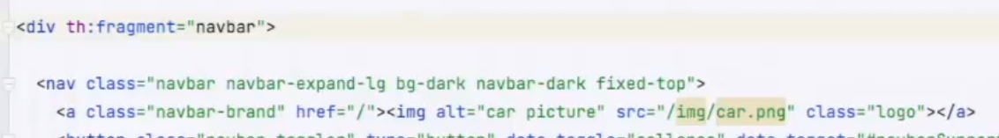 <div th:fragment="navbar">
<nav class="navbar navbar-expand-lg bg-dark navbar-dark fixed-top">
<a class="navbar-brand" href="/"><img alt="car picture" src="/img/car.png" class="logo"></a>